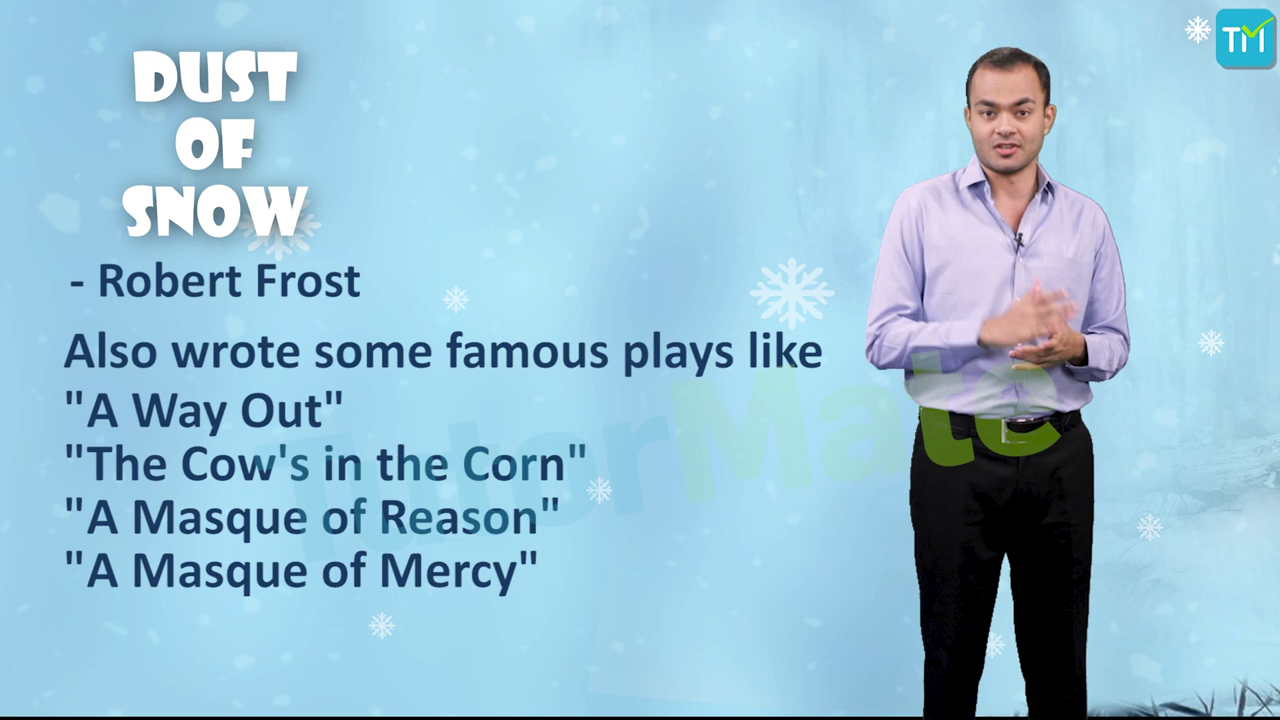 DUST
OF
SNOW
- Robert Frost
Also wrote some famous plays like
"A Way Out"
"The Cow's in the Corn"
"A Masque of Reason"
"A Masque of Mercy"
TutorMate
TM